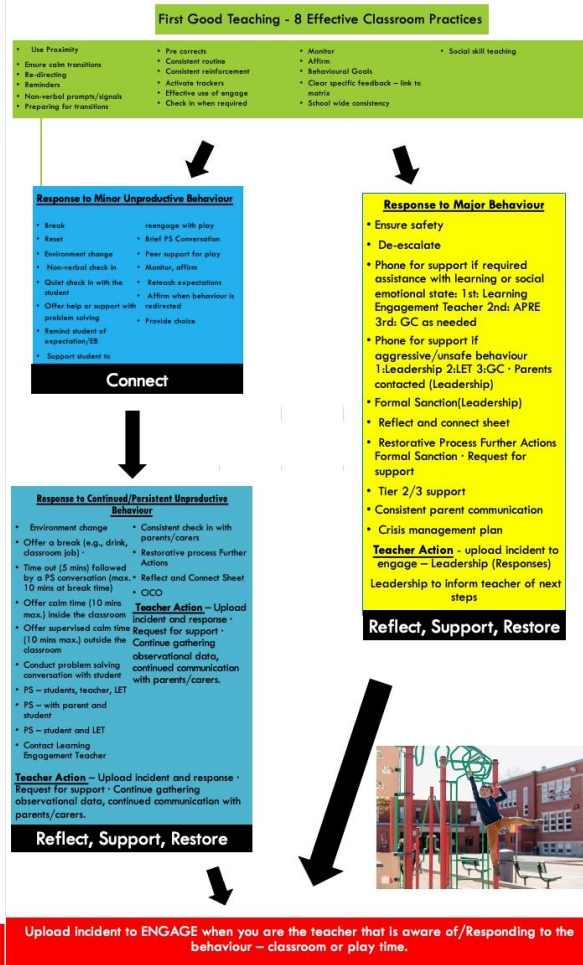 First Good Teaching - 8 Effective Classroom Practices
• Use Proximity
• Ensure calm transitions
• Re-directing
• Reminders
• Non-verbal prompts/signals
• Preparing for transitions
• Pre corrects
• Consistent routine
• Consistent reinforcement
• Activate trackers
• Effective use of engage
• Check in when required
• Monitor
• Affirm
• Behavioural Goals
• Clear specific feedback – link to
matrix
• School wide consistency
• Social skill teaching
Response to Minor Unproductive Behaviour
• Break
• Reset
• Environment change
• Non-verbal check in
• Quiet check in with the
student
• Offer help or support with
problem solving
• Remind student of
expectation/EB
• Support student to
reengage with play
• Brief PS Conversation
• Peer support for play
• Monitor, affirm
• Reteach expectations
• Affirm when behaviour is
redirected
• Provide choice
Connect
Response to Major Behaviour
• Ensure safety
• De-escalate
• Phone for support if required
assistance with learning or social
emotional state: 1st: Learning
Engagement Teacher 2nd: APRE
3rd: GC as needed
• Phone for support if
aggressive/unsafe behaviour
1:Leadership 2:LET 3:GC · Parents
contacted (Leadership)
• Formal Sanction(Leadership)
• Reflect and connect sheet
• Restorative Process Further Actions
Formal Sanction · Request for
support
• Tier 2/3 support
• Consistent parent communication
• Crisis management plan
Teacher Action - upload incident to
engage – Leadership (Responses)
Leadership to inform teacher of next
steps
Reflect, Support, Restore
Response to Continued/Persistent Unproductive
Behaviour
• Environment change
• Offer a break (e.g., drink,
classroom job) ·
• Time out (5 mins) followed
by a PS conversation (max.
10 mins at break time)
• Offer calm time (10 mins
max.) inside the classroom
• Offer supervised calm time
(10 mins max.) outside the
classroom
• Conduct problem solving
conversation with student
• PS – students, teacher, LET
• PS – with parent and
student
• PS – student and LET
• Contact Learning
Engagement Teacher
• Consistent check in with
parents/carers
• Restorative process Further
Actions
• Reflect and Connect Sheet
• CICO
Teacher Action – Upload
incident and response ·
Request for support ·
Continue gathering
observational data,
continued communication
with parents/carers.
Teacher Action – Upload incident and response ·
Request for support · Continue gathering
observational data, continued communication with
parents/carers.
Reflect, Support, Restore
Upload incident to ENGAGE when you are the teacher that is aware of/Responding to the
behaviour – classroom or play time.